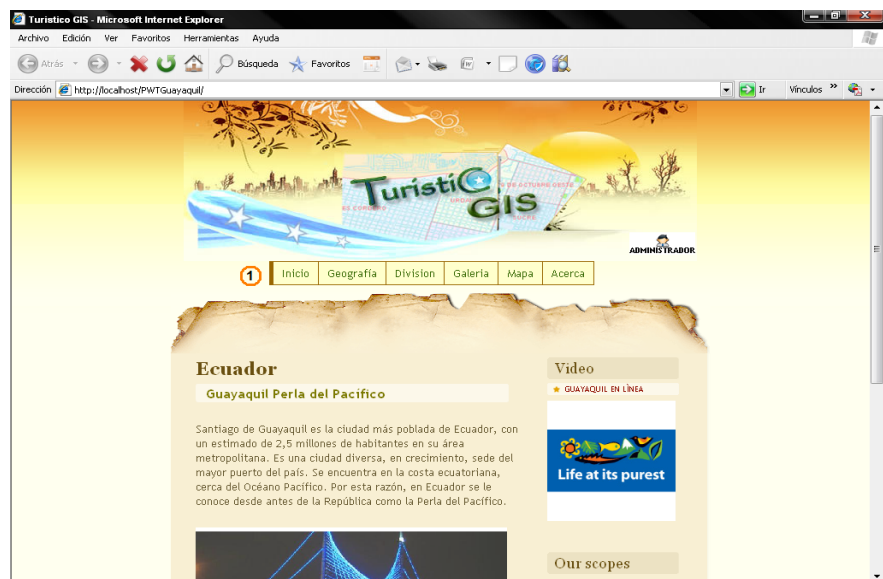 Turistico GIS - Microsoft Internet Explorer
Archivo Edición Ver Favoritos Herramientas Ayuda
Atrás Búsqueda Favoritos
Dirección http://localhost/PWTGuayaquil/ Ir Vínculos »
Turístic
GIS
ADMINISTRADOR
1 Inicio Geografía Division Galeria Mapa Acerca
Ecuador
Guayaquil Perla del Pacífico
Santiago de Guayaquil es la ciudad más poblada de Ecuador, con
un estimado de 2,5 millones de habitantes en su área
metropolitana. Es una ciudad diversa, en crecimiento, sede del
mayor puerto del país. Se encuentra en la costa ecuatoriana,
cerca del Océano Pacífico. Por esta razón, en Ecuador se le
conoce desde antes de la República como la Perla del Pacífico.
Video
GUAYAQUIL EN LÌNEA
Life at its purest
Our scopes